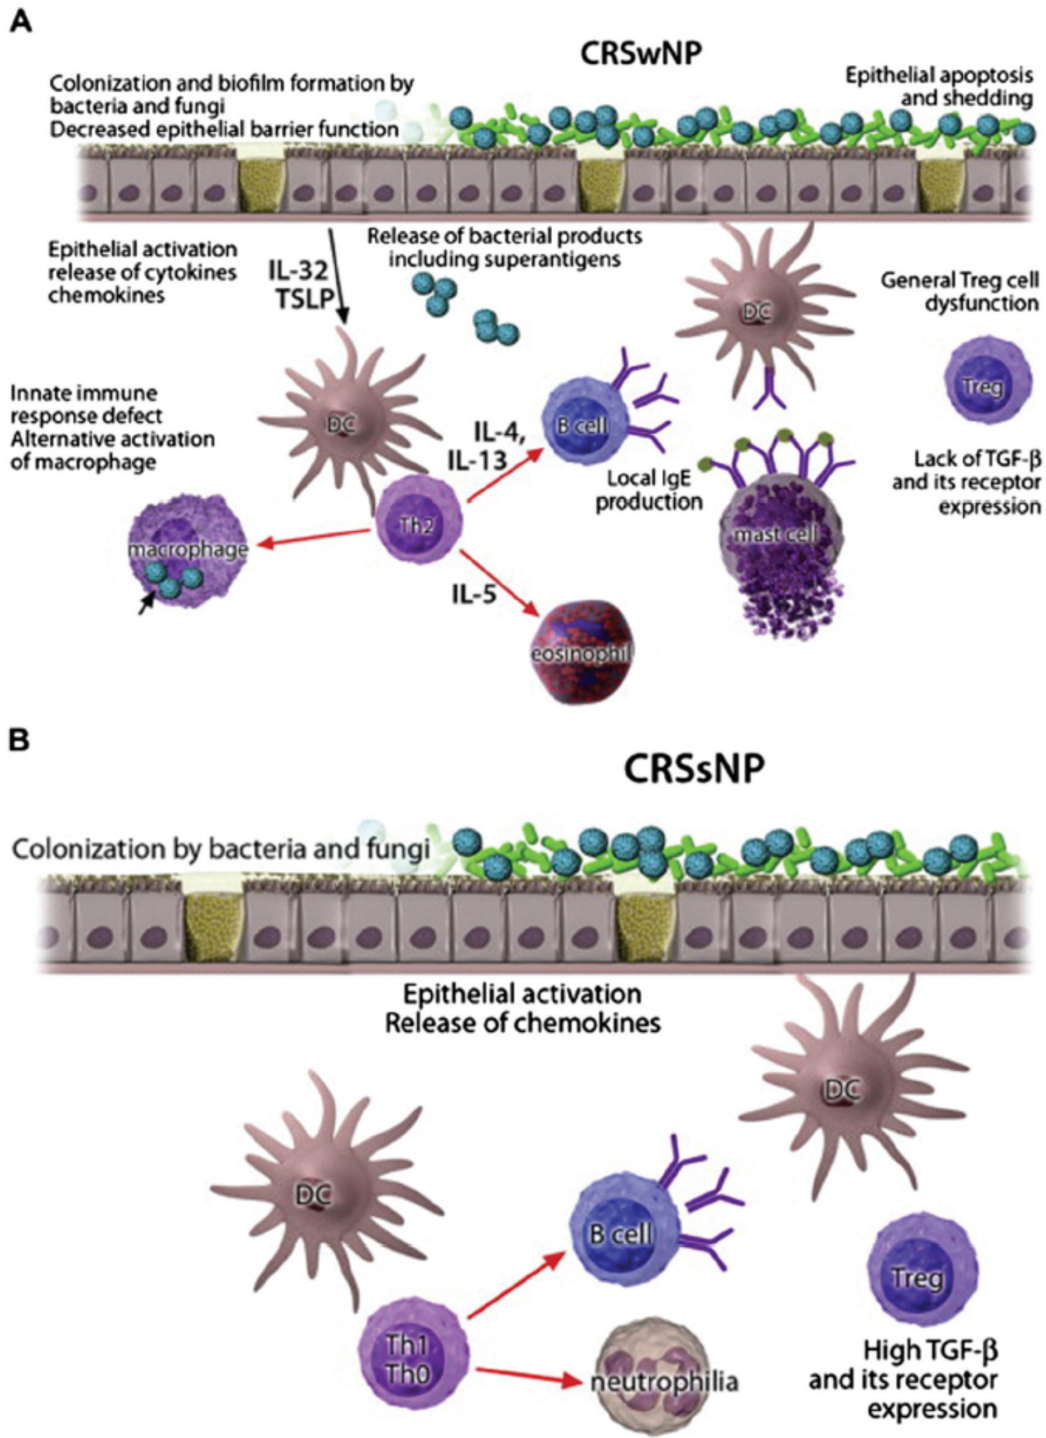 A
CRSwNP
Colonization and biofilm formation by
bacteria and fungi
Decreased epithelial barrier function
Epithelial apoptosis
and shedding
Epithelial activation
release of cytokines
chemokines
IL-32
TSLP
Release of bacterial products
including superantigens
DC
General Treg cell
dysfunction
Treg
Innate immune
response defect
Alternative activation
of macrophage
DC
IL-4,
IL-13
B cell
Local IgE
production
Lack of TGF-β
and its receptor
expression
macrophage
Th2
mast cell
IL-5
eosinophil
B
CRSsNP
Colonization by bacteria and fungi
Epithelial activation
Release of chemokines
DC
DC
B cell
Treg
Th1
Th0
neutrophilia
High TGF-β
and its receptor
expression